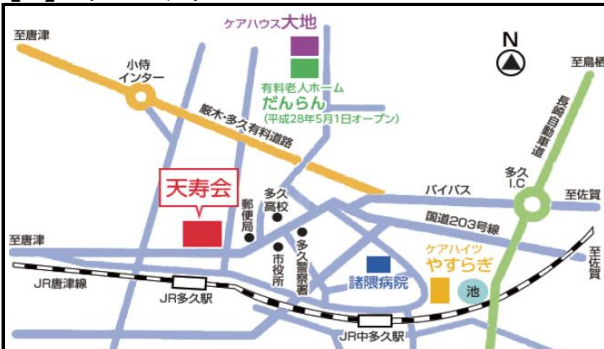 ケアハウス大地
至唐津
小侍
インター
有料老人ホーム
だんらん
(平成28年5月1日オープン)
N
至鳥栖
長崎自動車道
厳木・多久有料道路
多久
I.C
天寿会
郵便局
多久
高校
バイパス
至佐賀
国道203号線
至唐津
市役所
多久警察署
諸隈病院
ケアハイツ
やすらぎ
池
至佐賀
JR唐津線
JR多久駅
JR中多久駅